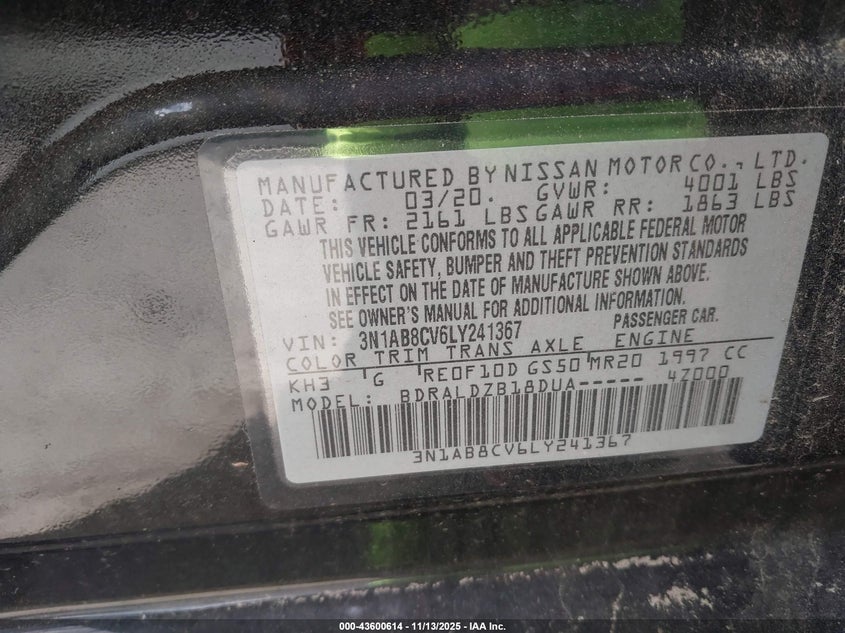 MANUFACTURED BY NISSAN MOTOR CO., LTD.
DATE: 03/20. GVWR: 4001 LBS
GAWR FR: 2161 LBS GAWR RR: 1863 LBS
THIS VEHICLE CONFORMS TO ALL APPLICABLE FEDERAL MOTOR
VEHICLE SAFETY, BUMPER AND THEFT PREVENTION STANDARDS
IN EFFECT ON THE DATE OF MANUFACTURE SHOWN ABOVE.
SEE OWNER'S MANUAL FOR ADDITIONAL INFORMATION.
VIN: 3N1AB8CV6LY241367 PASSENGER CAR.
COLOR TRIM TRANS AXLE ENGINE
KH3 G RE0F10D GS50 MR20 1997 CC
MODEL: BDRALDZB18DUA----- 4Z000
3N1AB8CV6LY241367
000-43600614 - 11/13/2025 - IAA Inc.